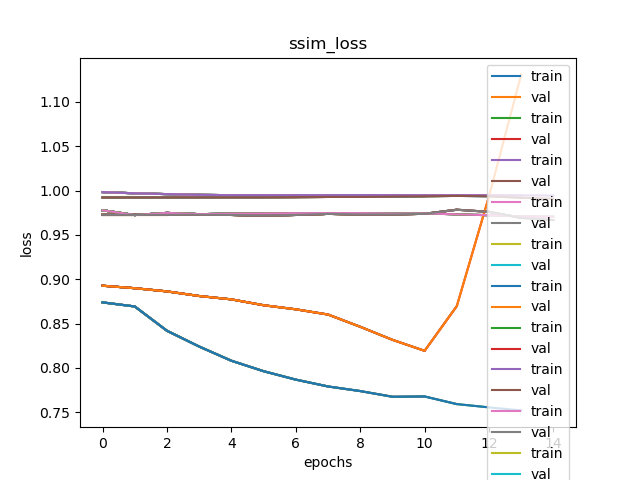 ssim_loss
loss
1.10
1.05
1.00
0.95
0.90
0.85
0.80
0.75
0 2 4 6 8 10 12 14
epochs
train
val
train
val
train
val
train
val
train
val
train
val
train
val
train
val
train
val
train
val